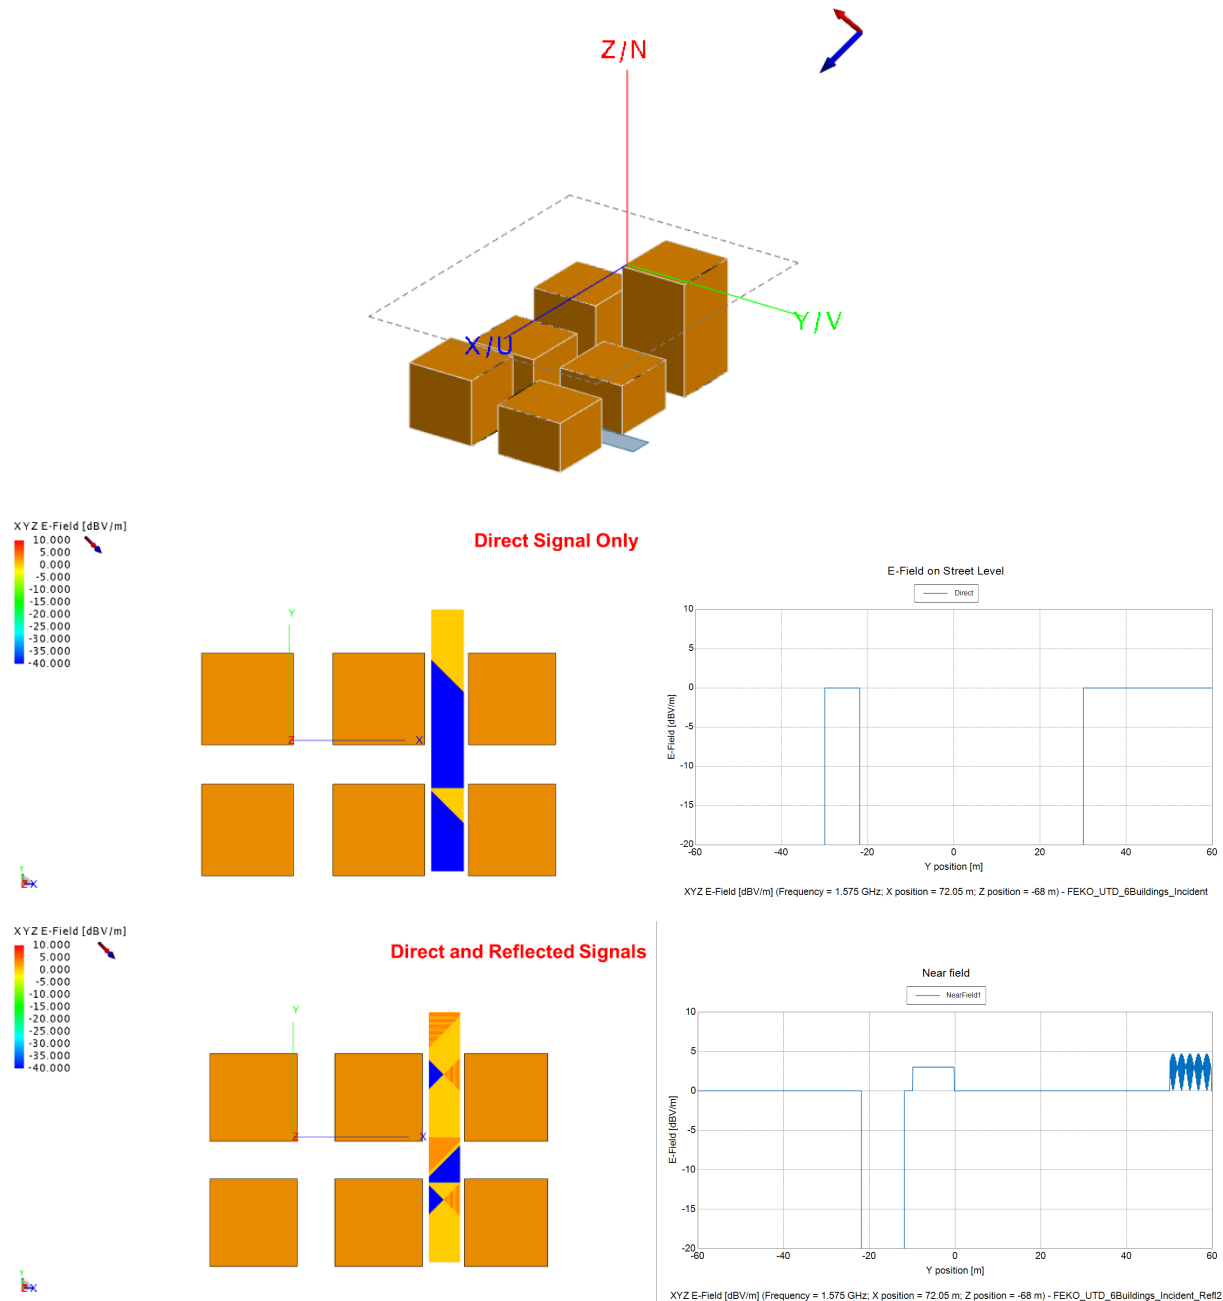 Z/N
X/U
Y/V
XYZ E-Field [dBV/m]
10.000
5.000
0.000
-5.000
-10.000
-15.000
-20.000
-25.000
-30.000
-35.000
-40.000
Direct Signal Only
Y
Z
X
Y
Z X
E-Field on Street Level
Direct
E-Field [dBV/m]
10
5
0
-5
-10
-15
-20
-60
-40
-20
0
20
40
60
Y position [m]
XYZ E-Field [dBV/m] (Frequency = 1.575 GHz; X position = 72.05 m; Z position = -68 m) - FEKO_UTD_6Buildings_Incident
XYZ E-Field [dBV/m]
10.000
5.000
0.000
-5.000
-10.000
-15.000
-20.000
-25.000
-30.000
-35.000
-40.000
Direct and Reflected Signals
Y
Z
X
Y
Z X
Near field
NearField1
E-Field [dBV/m]
10
5
0
-5
-10
-15
-20
-60
-40
-20
0
20
40
60
Y position [m]
XYZ E-Field [dBV/m] (Frequency = 1.575 GHz; X position = 72.05 m; Z position = -68 m) - FEKO_UTD_6Buildings_Incident_Refl2